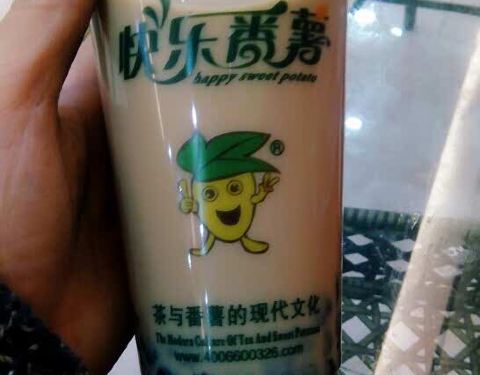 快乐番薯
happy sweet potato
®
茶与番薯的现代文化
The Modern Culture Of Tea And Sweet Potatoes
www.4006600326.com